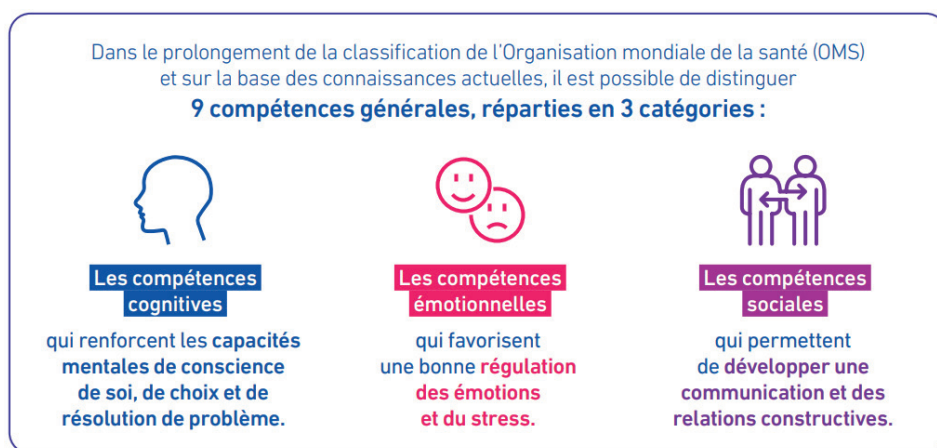 Dans le prolongement de la classification de l'Organisation mondiale de la santé (OMS)
et sur la base des connaissances actuelles, il est possible de distinguer
9 compétences générales, réparties en 3 catégories :
Les compétences
cognitives
qui renforcent les capacités
mentales de conscience
de soi, de choix et de
résolution de problème.
Les compétences
émotionnelles
qui favorisent
une bonne régulation
des émotions
et du stress.
Les compétences
sociales
qui permettent
de développer une
communication et des
relations constructives.